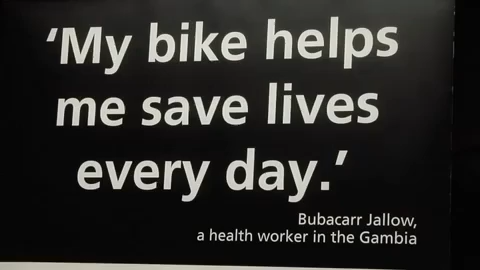 ‘My bike helps
me save lives
every day.’
Bubacarr Jallow,
a health worker in the Gambia